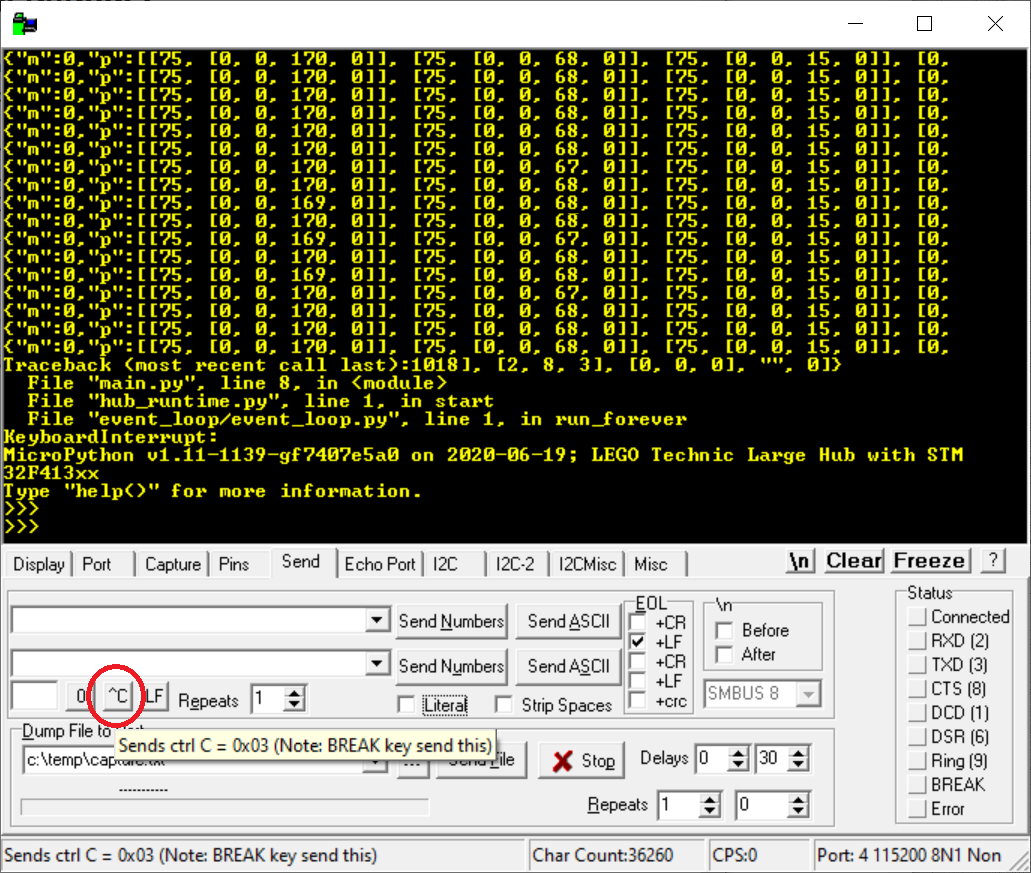 {"m":0,"p":[[75, [0, 0, 170, 0]], [75, [0, 0, 68, 0]], [75, [0, 0, 15, 0]], [0,
{"m":0,"p":[[75, [0, 0, 170, 0]], [75, [0, 0, 68, 0]], [75, [0, 0, 15, 0]], [0,
{"m":0,"p":[[75, [0, 0, 170, 0]], [75, [0, 0, 68, 0]], [75, [0, 0, 15, 0]], [0,
{"m":0,"p":[[75, [0, 0, 170, 0]], [75, [0, 0, 68, 0]], [75, [0, 0, 15, 0]], [0,
{"m":0,"p":[[75, [0, 0, 170, 0]], [75, [0, 0, 68, 0]], [75, [0, 0, 15, 0]], [0,
{"m":0,"p":[[75, [0, 0, 170, 0]], [75, [0, 0, 68, 0]], [75, [0, 0, 15, 0]], [0,
{"m":0,"p":[[75, [0, 0, 170, 0]], [75, [0, 0, 67, 0]], [75, [0, 0, 15, 0]], [0,
{"m":0,"p":[[75, [0, 0, 170, 0]], [75, [0, 0, 68, 0]], [75, [0, 0, 15, 0]], [0,
{"m":0,"p":[[75, [0, 0, 169, 0]], [75, [0, 0, 68, 0]], [75, [0, 0, 15, 0]], [0,
{"m":0,"p":[[75, [0, 0, 170, 0]], [75, [0, 0, 68, 0]], [75, [0, 0, 15, 0]], [0,
{"m":0,"p":[[75, [0, 0, 169, 0]], [75, [0, 0, 67, 0]], [75, [0, 0, 15, 0]], [0,
{"m":0,"p":[[75, [0, 0, 170, 0]], [75, [0, 0, 68, 0]], [75, [0, 0, 15, 0]], [0,
{"m":0,"p":[[75, [0, 0, 169, 0]], [75, [0, 0, 68, 0]], [75, [0, 0, 15, 0]], [0,
{"m":0,"p":[[75, [0, 0, 170, 0]], [75, [0, 0, 67, 0]], [75, [0, 0, 15, 0]], [0,
{"m":0,"p":[[75, [0, 0, 170, 0]], [75, [0, 0, 68, 0]], [75, [0, 0, 15, 0]], [0,
{"m":0,"p":[[75, [0, 0, 170, 0]], [75, [0, 0, 68, 0]], [75, [0, 0, 15, 0]], [0,
{"m":0,"p":[[75, [0, 0, 170, 0]], [75, [0, 0, 68, 0]], [75, [0, 0, 15, 0]], [0,
Traceback (most recent call last):1018], [2, 8, 3], [0, 0, 0], "", 0]}
File "main.py", line 8, in <module>
File "hub_runtime.py", line 1, in start
File "event_loop/event_loop.py", line 1, in run_forever
KeyboardInterrupt:
MicroPython v1.11-1139-gf7407e5a0 on 2020-06-19; LEGO Technic Large Hub with STM
32F413xx
Type "help()" for more information.
>>>
>>>
Display Port Capture Pins Send Echo Port I2C I2C-2 I2CMisc Misc \n Clear Freeze ?
Send Numbers Send ASCII
Send Numbers Send ASCII
0 ^C LF Repeats 1
Literal Strip Spaces
EOL
+CR
+LF
+CR
+LF
+crc
\n
Before
After
SMBUS 8
Dump File to
c:\temp\capture.txt ... Send File Stop Delays 0 30
Sends ctrl C = 0x03 (Note: BREAK key send this)
-----------
Repeats 1 0
Status
Connected
RXD (2)
TXD (3)
CTS (8)
DCD (1)
DSR (6)
Ring (9)
BREAK
Error
Sends ctrl C = 0x03 (Note: BREAK key send this) Char Count:36260 CPS:0 Port: 4 115200 8N1 Non